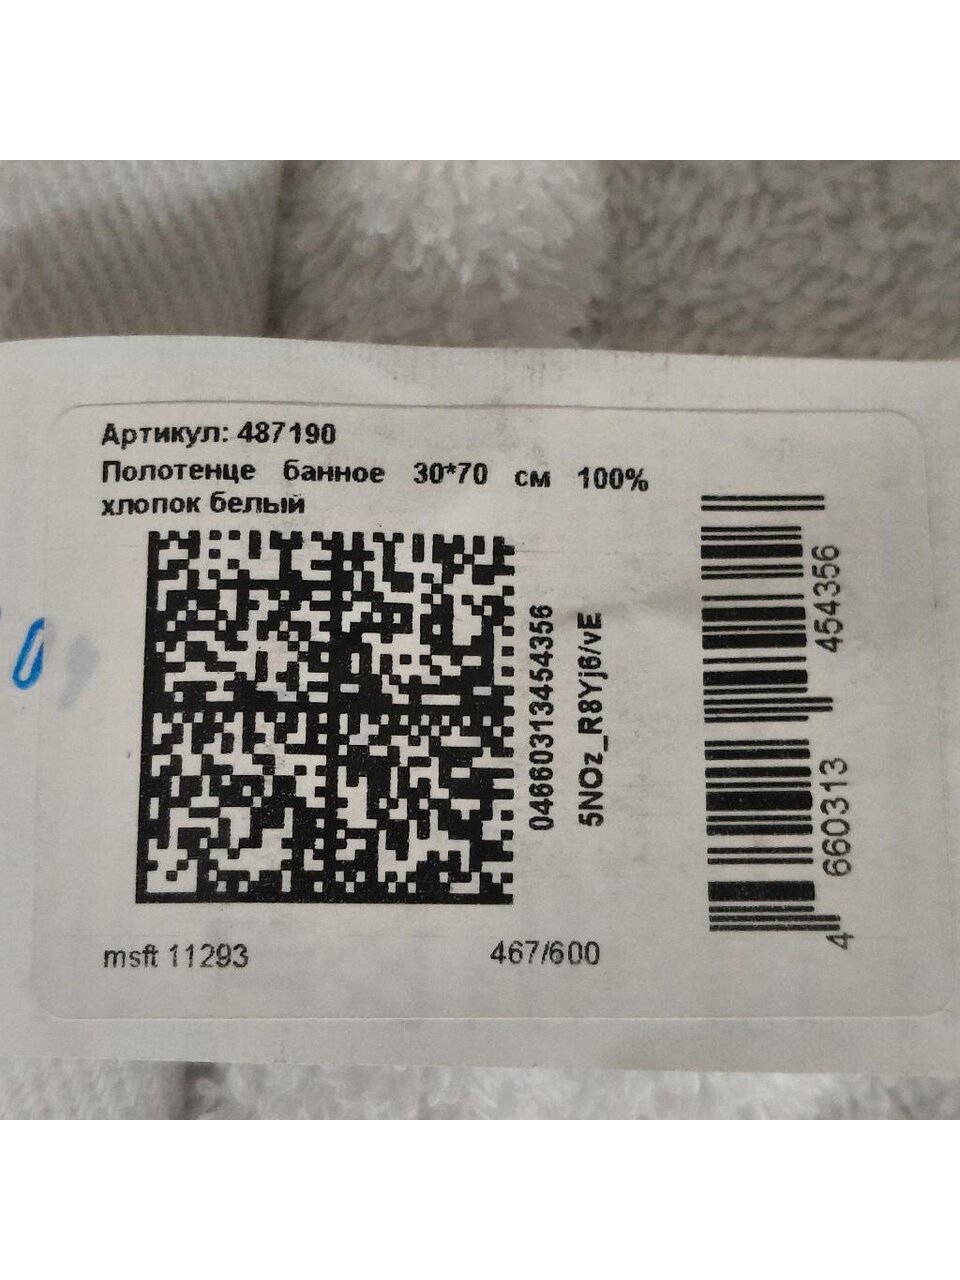 Артикул: 487190
Полотенце банное 30*70 см 100%
хлопок белый
04660313454356
5NOz_R8Yj6/vE
4 660313 454356
msft 11293
467/600